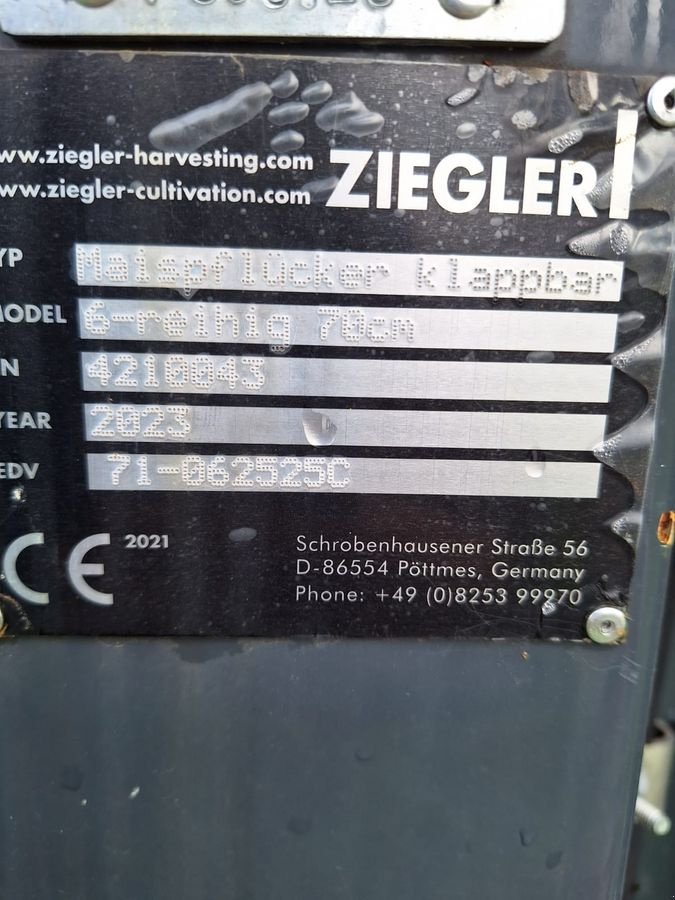 www.ziegler-harvesting.com
www.ziegler-cultivation.com
ZIEGLER
YP Maispflücker klappbar
MODEL 6-reihig 70cm
N 4210043
YEAR 2023
EDV 71-062525C
CE 2021
Schrobenhausener Straße 56
D-86554 Pöttmes, Germany
Phone: +49 (0)8253 99970